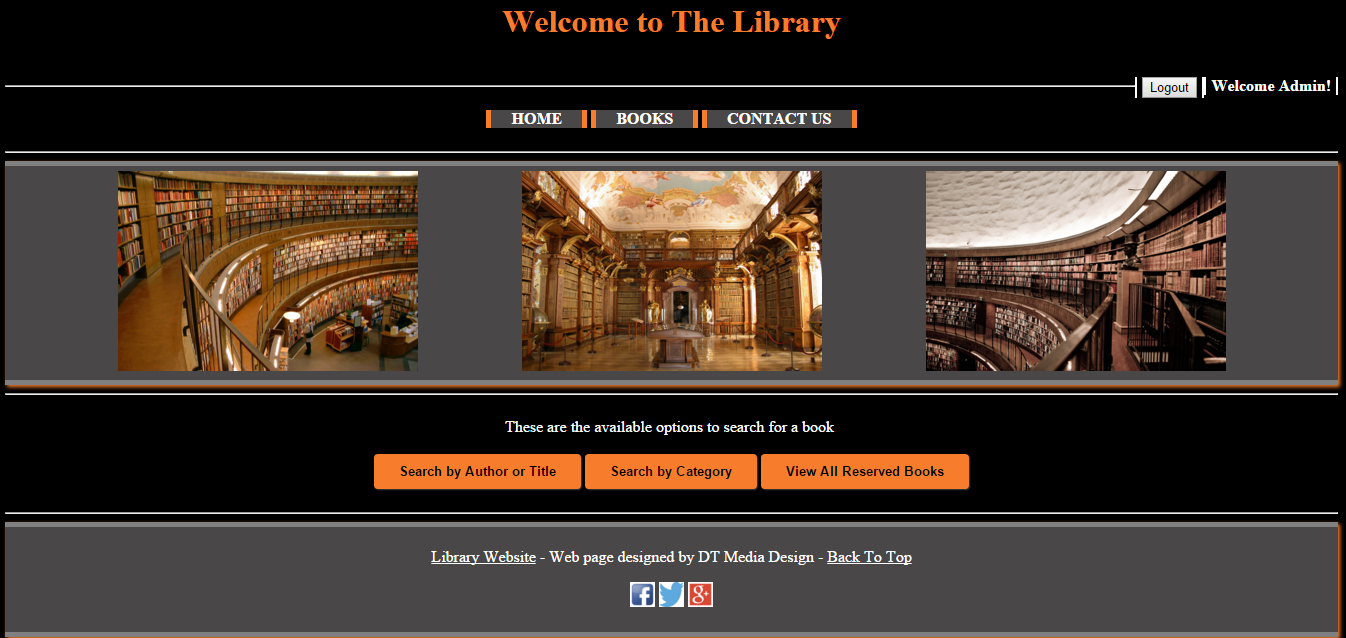 Welcome to The Library
Logout Welcome Admin!
HOME BOOKS CONTACT US
These are the available options to search for a book
Search by Author or Title Search by Category View All Reserved Books
Library Website - Web page designed by DT Media Design - Back To Top